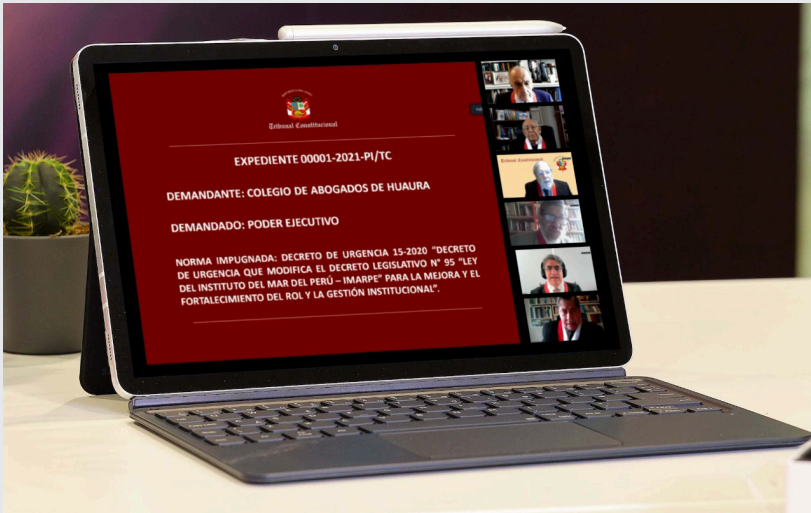 Tribunal Constitucional
EXPEDIENTE 00001-2021-PI/TC
DEMANDANTE: COLEGIO DE ABOGADOS DE HUAURA
DEMANDADO: PODER EJECUTIVO
NORMA IMPUGNADA: DECRETO DE URGENCIA 15-2020 "DECRETO
DE URGENCIA QUE MODIFICA EL DECRETO LEGISLATIVO N° 95 "LEY
DEL INSTITUTO DEL MAR DEL PERÚ – IMARPE" PARA LA MEJORA Y EL
FORTALECIMIENTO DEL ROL Y LA GESTIÓN INSTITUCIONAL".
Tribunal Constitucional